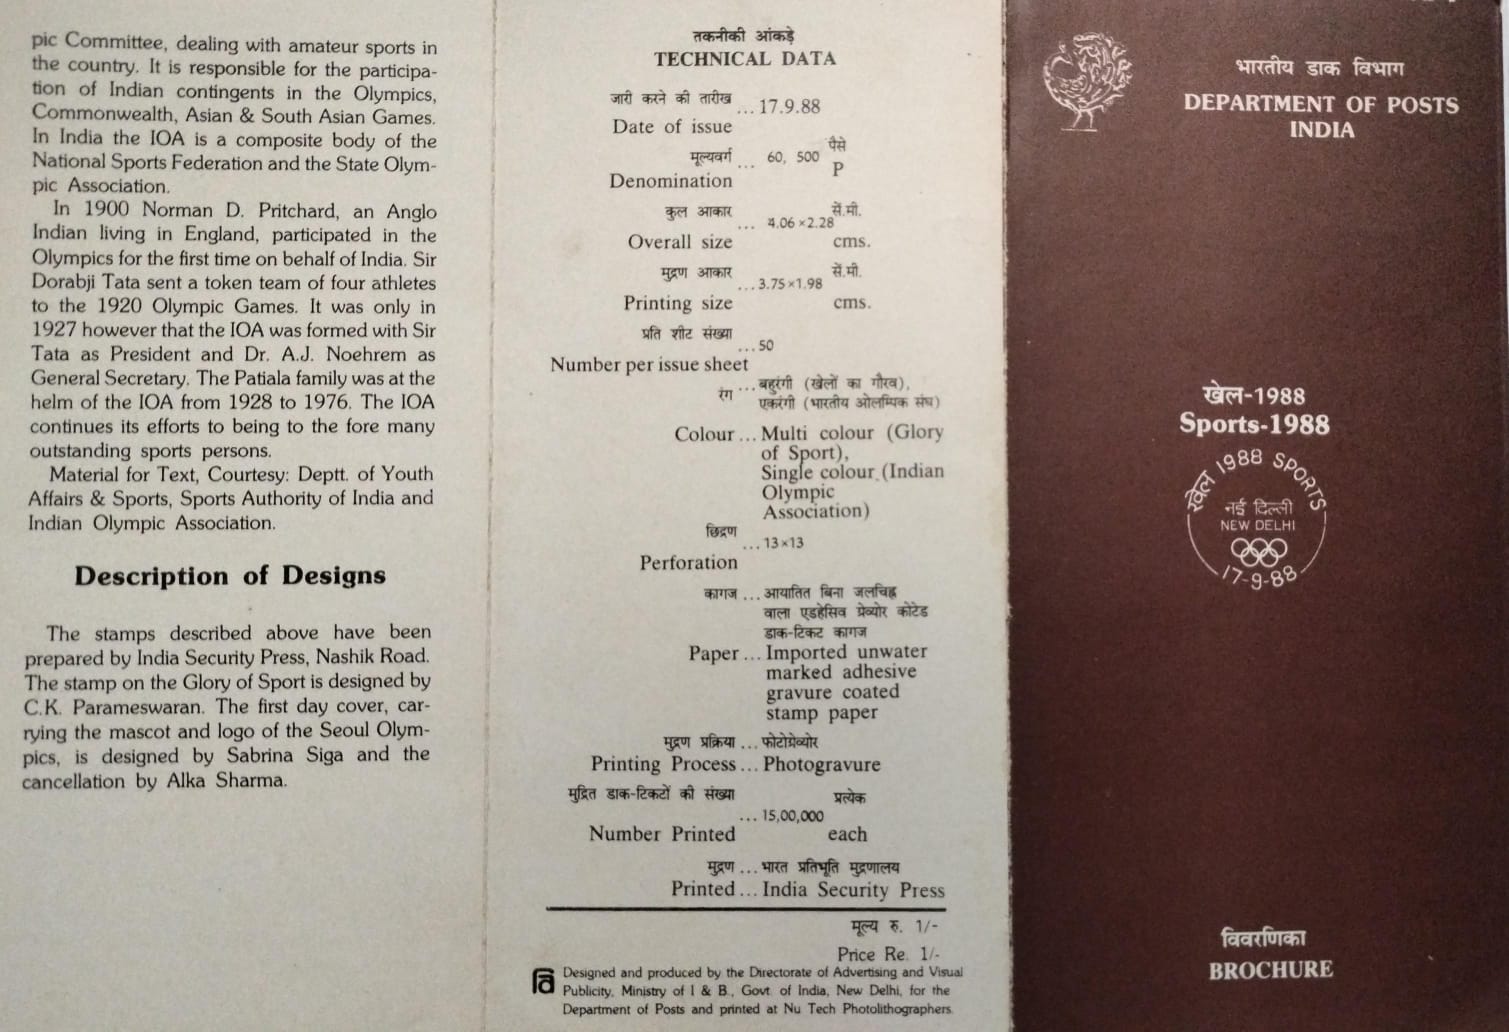 pic Committee, dealing with amateur sports in
the country. It is responsible for the participa-
tion of Indian contingents in the Olympics,
Commonwealth, Asian & South Asian Games.
In India the IOA is a composite body of the
National Sports Federation and the State Olym-
pic Association.
In 1900 Norman D. Pritchard, an Anglo
Indian living in England, participated in the
Olympics for the first time on behalf of India. Sir
Dorabji Tata sent a token team of four athletes
to the 1920 Olympic Games. It was only in
1927 however that the IOA was formed with Sir
Tata as President and Dr. A.J. Noehrem as
General Secretary. The Patiala family was at the
helm of the IOA from 1928 to 1976. The IOA
continues its efforts to being to the fore many
outstanding sports persons.
Material for Text, Courtesy: Deptt. of Youth
Affairs & Sports, Sports Authority of India and
Indian Olympic Association.
Description of Designs
The stamps described above have been
prepared by India Security Press, Nashik Road.
The stamp on the Glory of Sport is designed by
C.K. Parameswaran. The first day cover, car-
rying the mascot and logo of the Seoul Olym-
pics, is designed by Sabrina Siga and the
cancellation by Alka Sharma.
तकनीकी आंकड़े
TECHNICAL DATA
जारी करने की तारीख
... 17.9.88
Date of issue
मूल्यवर्ग ... 60, 500 पैसे
Denomination P
कुल आकार सें.मी.
... 4.06×2.28
Overall size cms.
मुद्रण आकार सें.मी.
... 3.75×1.98
Printing size cms.
प्रति शीट संख्या
... 50
Number per issue sheet
रंग ... बहुरंगी (खेलों का गौरव),
एकरंगी (भारतीय ओलम्पिक संघ)
Colour ... Multi colour (Glory
of Sport),
Single colour (Indian
Olympic
Association)
छिद्रण
... 13×13
Perforation
कागज ... आयातित बिना जलचिह्न
वाला एडहेसिव ग्रेव्योर कोटेड
डाक-टिकट कागज
Paper ... Imported unwater
marked adhesive
gravure coated
stamp paper
मुद्रण प्रक्रिया ... फोटोग्रेव्योर
Printing Process ... Photogravure
मुद्रित डाक-टिकटों की संख्या प्रत्येक
... 15,00,000
Number Printed each
मुद्रण ... भारत प्रतिभूति मुद्रणालय
Printed ... India Security Press
मूल्य रु. 1/-
Price Re. 1/-
Designed and produced by the Directorate of Advertising and Visual
Publicity, Ministry of I & B., Govt. of India, New Delhi, for the
Department of Posts and printed at Nu Tech Photolithographers.
भारतीय डाक विभाग
DEPARTMENT OF POSTS
INDIA
खेल-1988
Sports-1988
खेल 1988 SPORTS
नई दिल्ली
NEW DELHI
17-9-88
विवरणिका
BROCHURE